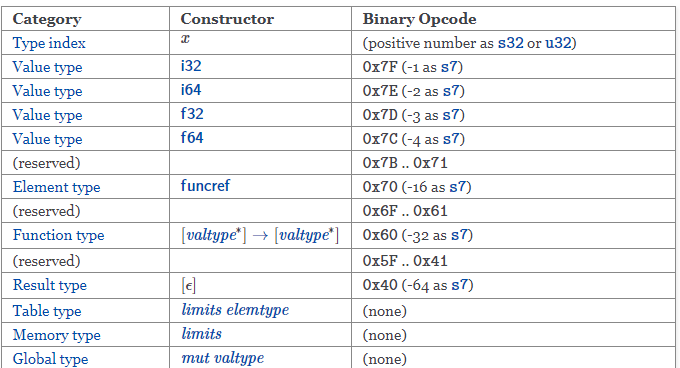 Category Constructor Binary Opcode
Type index x (positive number as s32 or u32)
Value type i32 0x7F (-1 as s7)
Value type i64 0x7E (-2 as s7)
Value type f32 0x7D (-3 as s7)
Value type f64 0x7C (-4 as s7)
(reserved) 0x7B .. 0x71
Element type funcref 0x70 (-16 as s7)
(reserved) 0x6F .. 0x61
Function type [valtype*] → [valtype*] 0x60 (-32 as s7)
(reserved) 0x5F .. 0x41
Result type [ϵ] 0x40 (-64 as s7)
Table type limits elemtype (none)
Memory type limits (none)
Global type mut valtype (none)